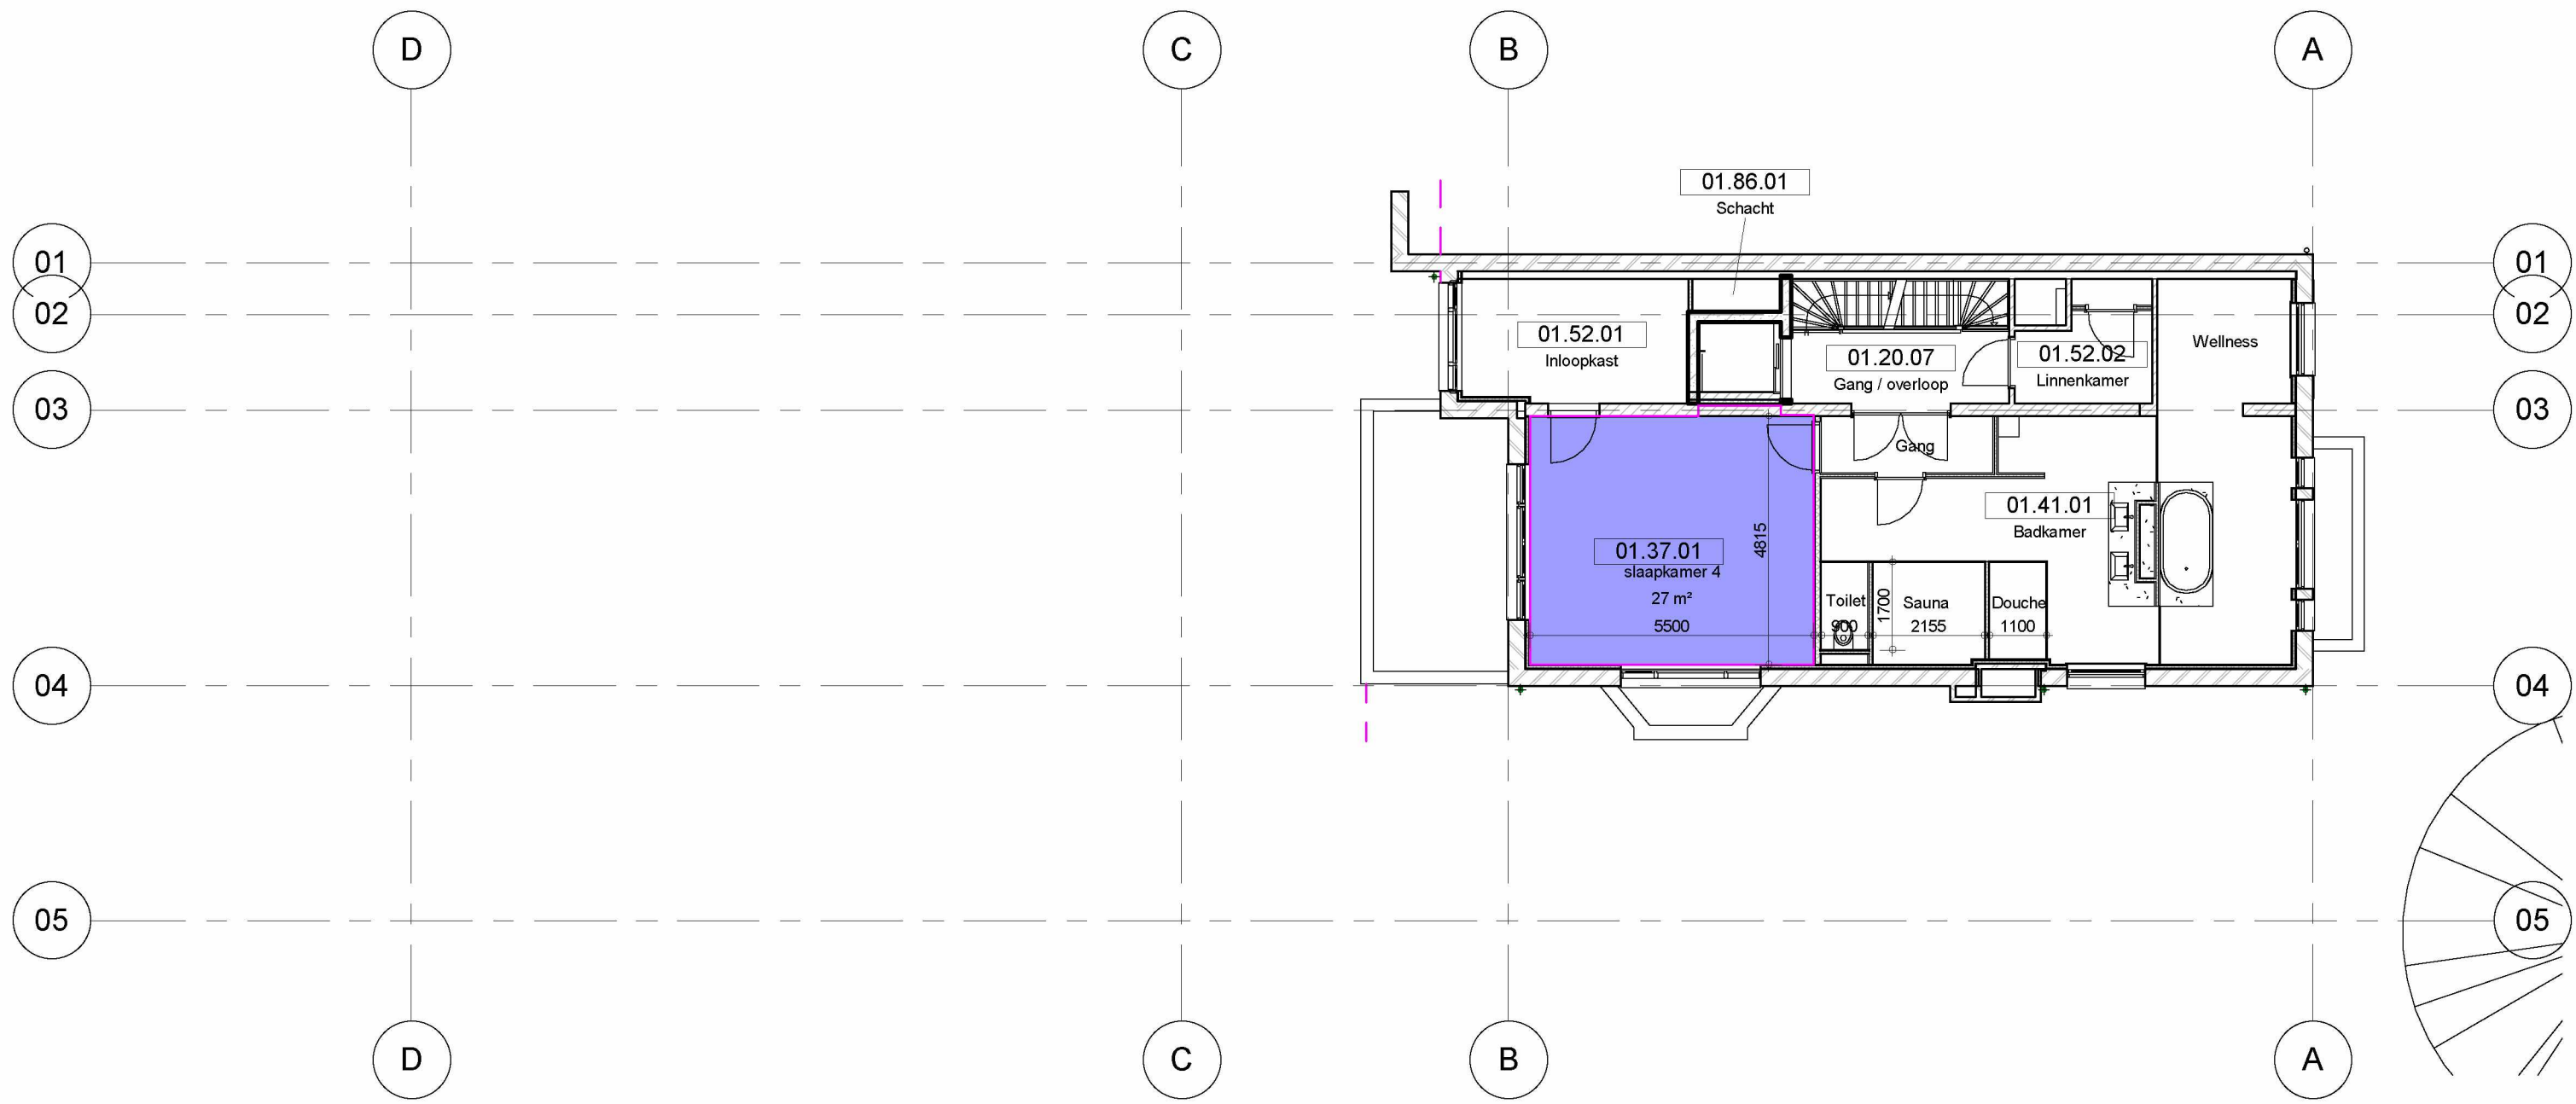 D
C
B
A
01.86.01
Schacht
01
01
02
02
01.52.01
Inloopkast
01.20.07
Gang / overloop
01.52.02
Linnenkamer
Wellness
03
03
Gang
01.41.01
Badkamer
4815
01.37.01
slaapkamer 4
27 m²
5500
Toilet
900
1700
Sauna
2155
Douche
1100
04
04
05
05
D
C
B
A